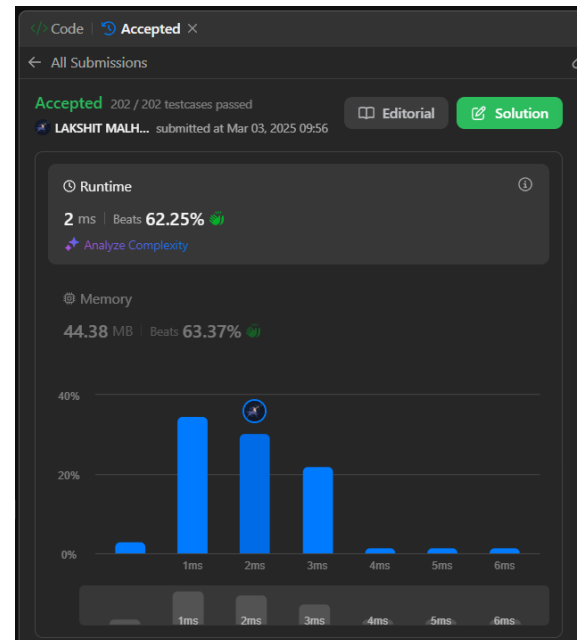 </> Code | Accepted ×
← All Submissions
Accepted 202 / 202 testcases passed
LAKSHIT MALH... submitted at Mar 03, 2025 09:56
Editorial
Solution
Runtime
2 ms | Beats 62.25%
Analyze Complexity
Memory
44.38 MB | Beats 63.37%
40%
20%
0%
1ms 2ms 3ms 4ms 5ms 6ms
1ms 2ms 3ms 4ms 5ms 6ms